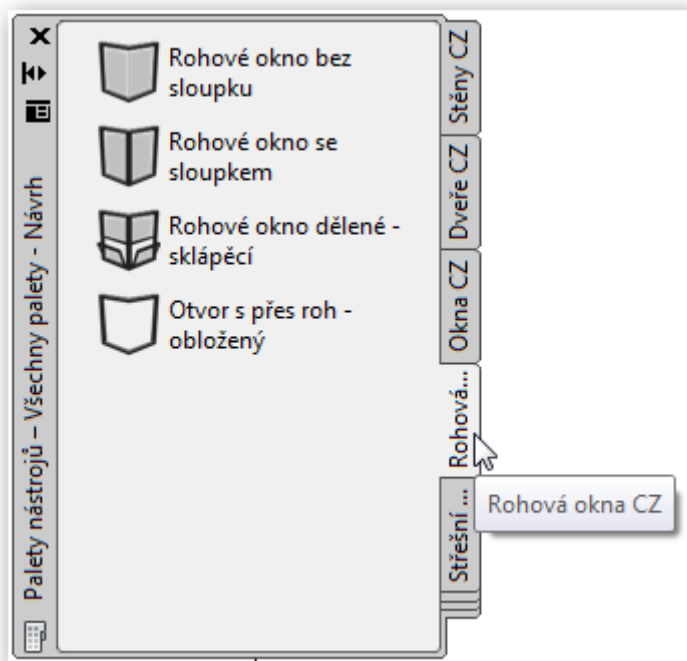 Palety nástrojů – Všechny palety - Návrh
Rohové okno bez
sloupku
Rohové okno se
sloupkem
Rohové okno dělené -
sklápěcí
Otvor s přes roh -
obložený
Stěny CZ
Dveře CZ
Okna CZ
Rohová...
Střešní ...
Rohová okna CZ